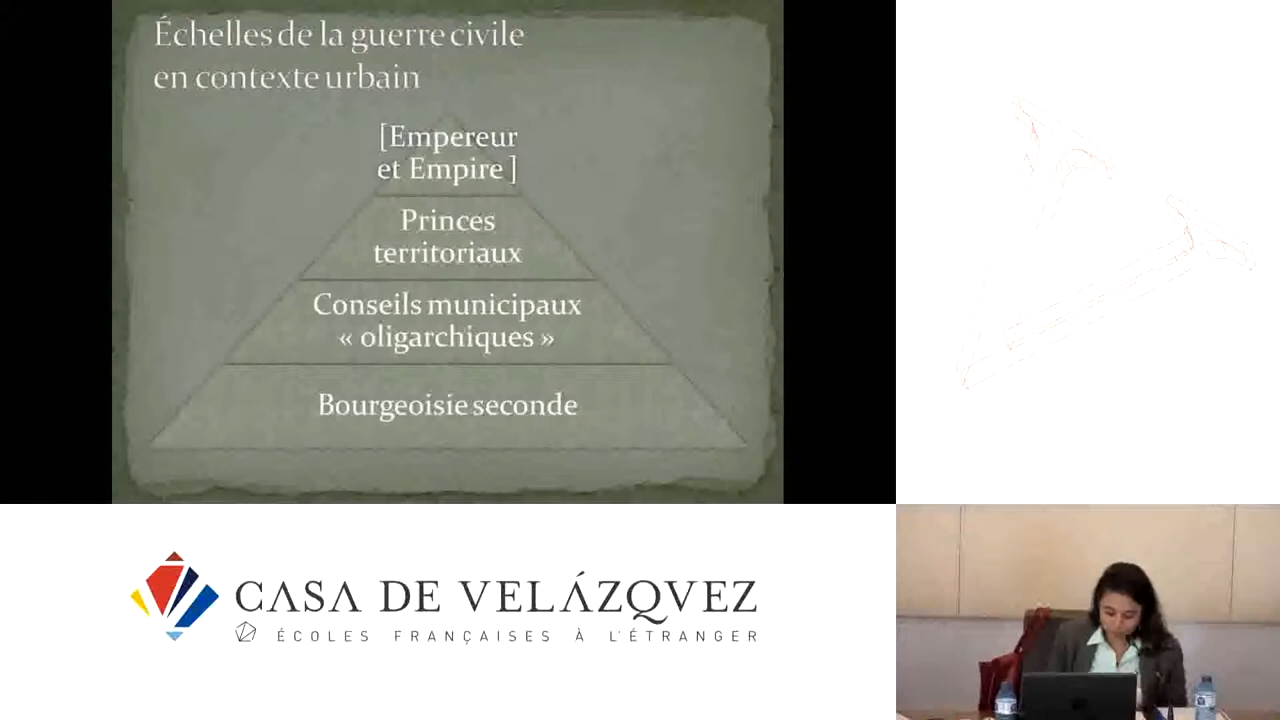 Échelles de la guerre civile
en contexte urbain
[Empereur
et Empire ]
Princes
territoriaux
Conseils municipaux
« oligarchiques »
Bourgeoisie seconde
CASA DE VELÁZQVEZ
ÉCOLES FRANÇAISES À L'ÉTRANGER